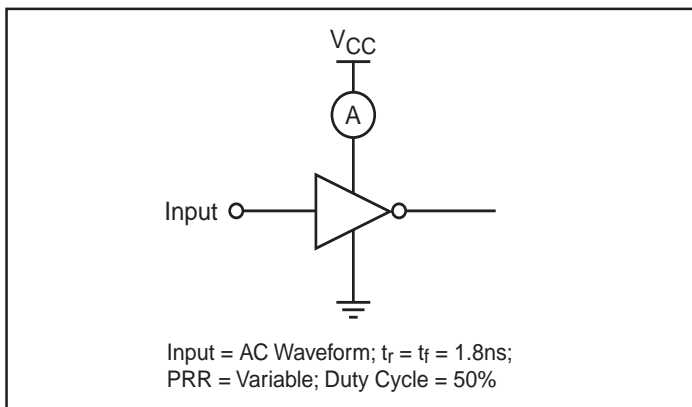 VCC
A
Input
Input = AC Waveform; tr = tf = 1.8ns;
PRR = Variable; Duty Cycle = 50%